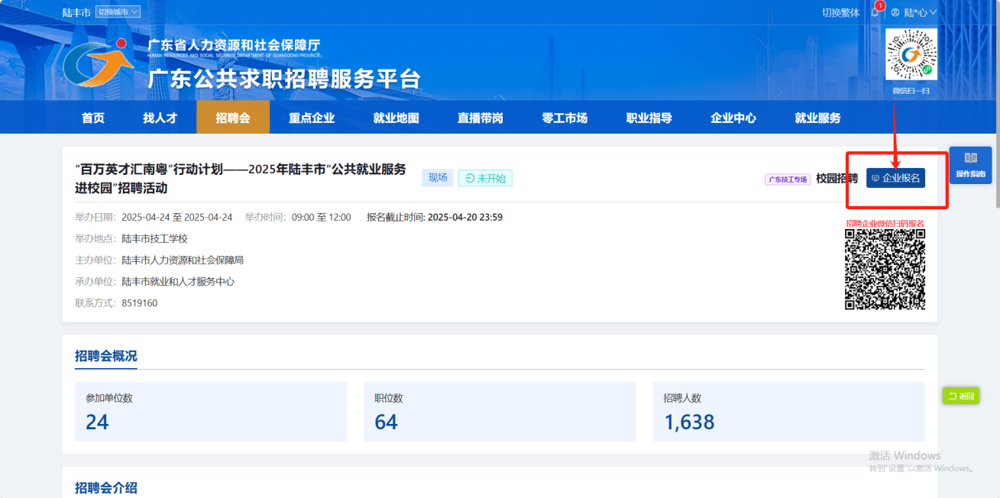 陆丰市 切换城市
切换繁体 1 陆*心
广东省人力资源和社会保障厅
HUMAN RESOURCES AND SOCIAL SECURITY DEPARTMENT OF GUANGDONG PROVINCE
广东公共求职招聘服务平台
微信扫一扫
首页 找人才 招聘会 重点企业 就业地图 直播带岗 零工市场 职业指导 企业中心 就业服务
“百万英才汇南粤”行动计划——2025年陆丰市“公共就业服务
进校园”招聘活动
现场 未开始
广东技工专场 校园招聘 企业报名
操作指南
举办日期: 2025-04-24 至 2025-04-24 举办时间: 09:00 至 12:00 报名截止时间: 2025-04-20 23:59
招聘企业微信扫码报名
举办地点: 陆丰市技工学校
主办单位: 陆丰市人力资源和社会保障局
承办单位: 陆丰市就业和人才服务中心
联系方式: 8519160
招聘会概况
参加单位数 职位数 招聘人数
24 64 1,638
返回
激活 Windows
转到“设置”以激活 Windows。
招聘会介绍